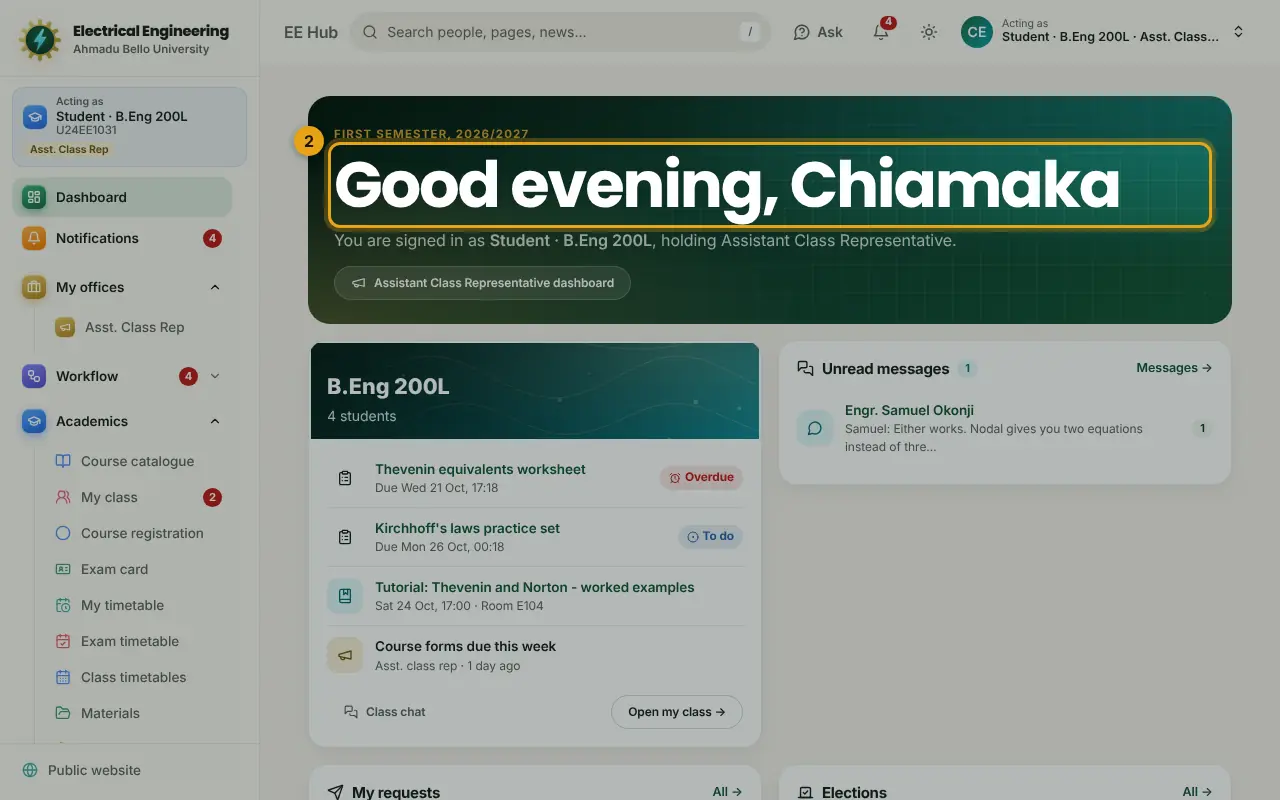 Electrical Engineering
Ahmadu Bello University
EE Hub
Search people, pages, news...
/
Ask
4
CE
Acting as
Student · B.Eng 200L · Asst. Class...
Acting as
Student · B.Eng 200L
U24EE1031
Asst. Class Rep
Dashboard
Notifications
4
My offices
Asst. Class Rep
Workflow
4
Academics
Course catalogue
My class
2
Course registration
Exam card
My timetable
Exam timetable
Class timetables
Materials
Public website
2
FIRST SEMESTER, 2026/2027
Good evening, Chiamaka
You are signed in as Student · B.Eng 200L, holding Assistant Class Representative.
Assistant Class Representative dashboard
B.Eng 200L
4 students
Thevenin equivalents worksheet
Due Wed 21 Oct, 17:18
Overdue
Kirchhoff's laws practice set
Due Mon 26 Oct, 00:18
To do
Tutorial: Thevenin and Norton - worked examples
Sat 24 Oct, 17:00 · Room E104
Course forms due this week
Asst. class rep · 1 day ago
Class chat
Open my class →
Unread messages
1
Messages →
Engr. Samuel Okonji
Samuel: Either works. Nodal gives you two equations
instead of thre...
1
My requests
All →
Elections
All →